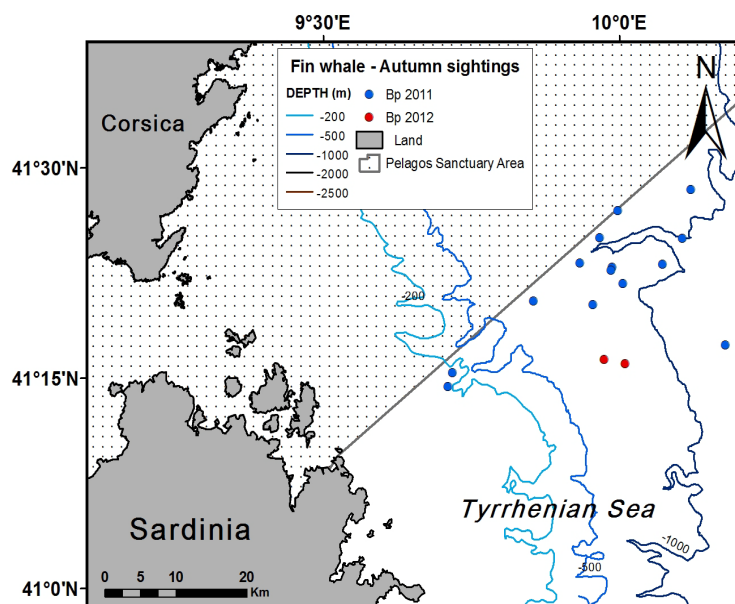 9°30'E 10°0'E
Fin whale - Autumn sightings
DEPTH (m)
-200
-500
-1000
-2000
-2500
Bp 2011
Bp 2012
Land
Pelagos Sanctuary Area
N
Corsica
41°30'N
-200
41°15'N
Tyrrhenian Sea
Sardinia
-1000
-500
41°0'N
0 5 10 20
Km